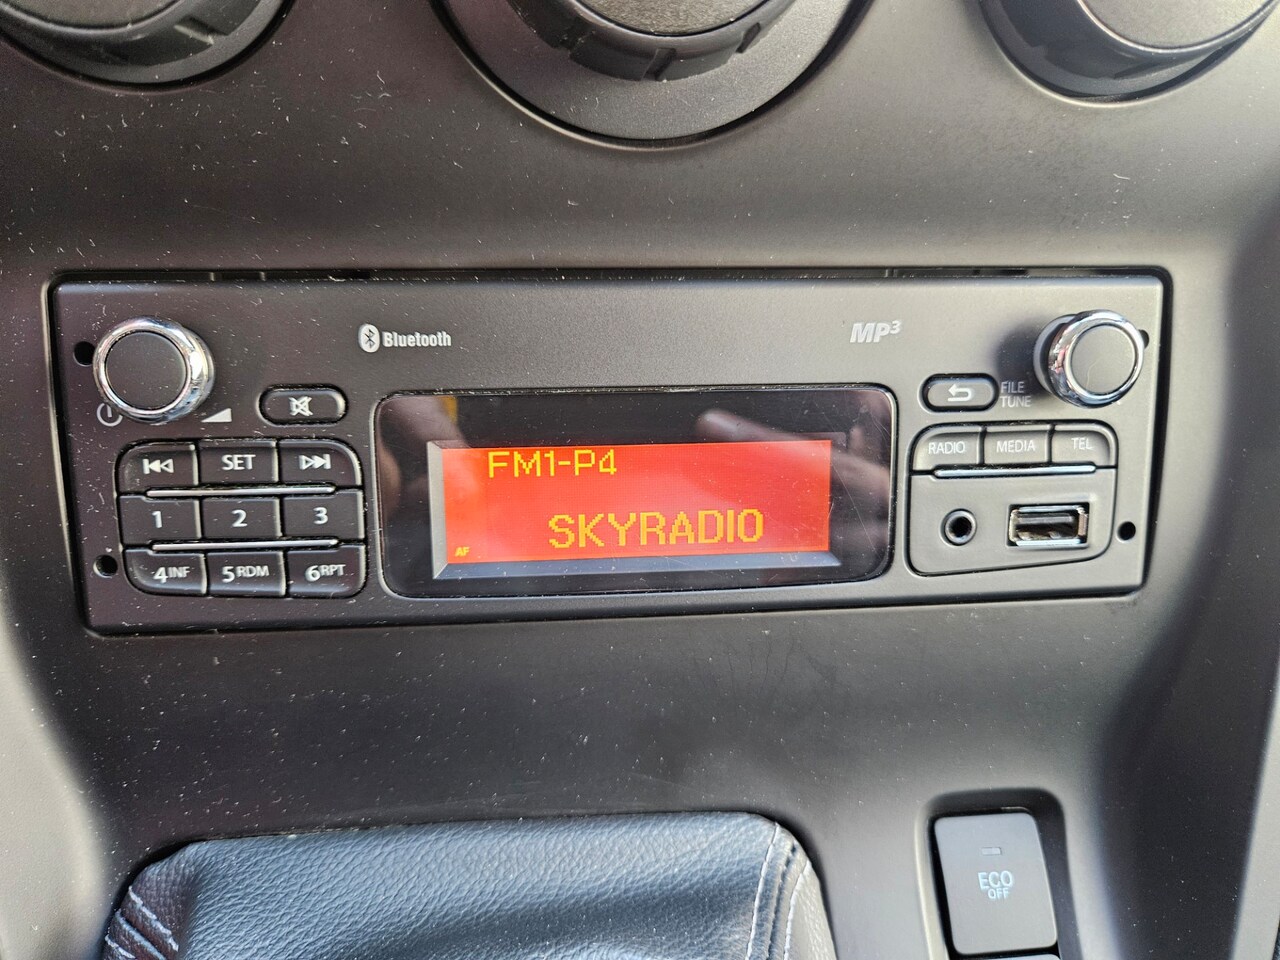 Bluetooth
MP3
FILE
TUNE
SET
RADIO MEDIA TEL
FM1-P4
SKYRADIO
AF
1 2 3
4INF 5RDM 6RPT
ECO
OFF